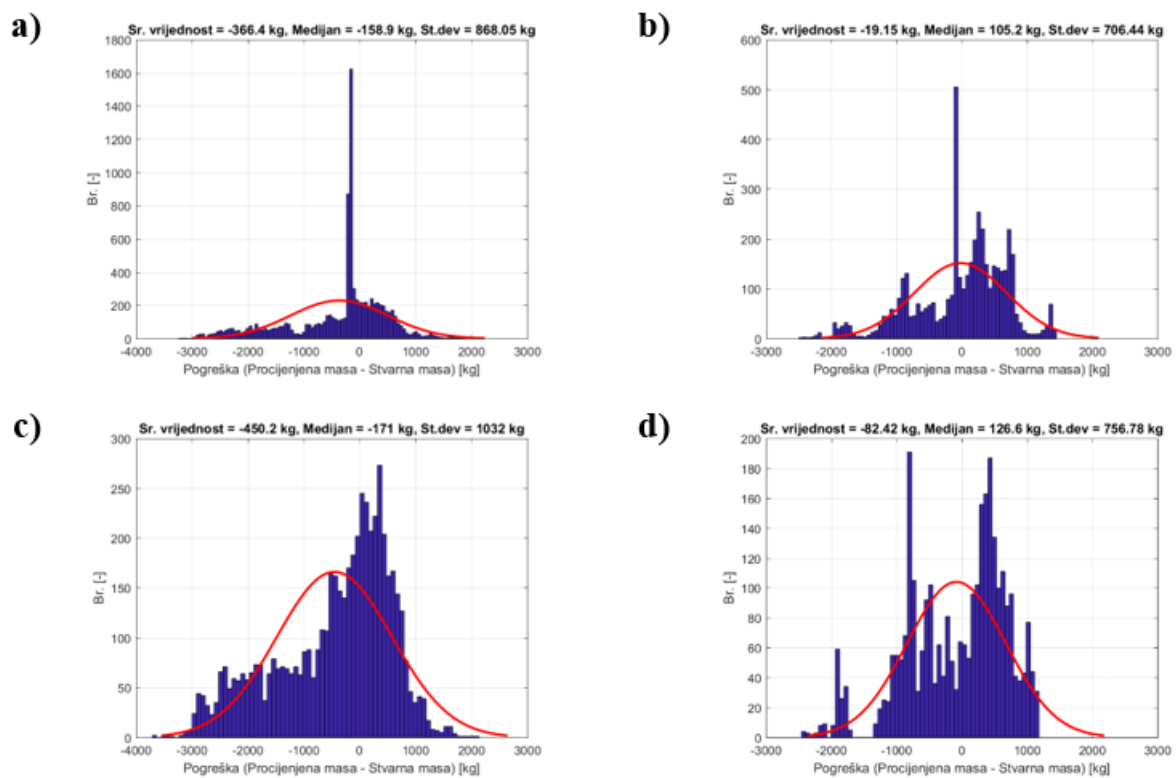 a)
Sr. vrijednost = -366.4 kg, Medijan = -158.9 kg, St.dev = 868.05 kg
1800
1600
1400
1200
1000
800
600
400
200
0
Br. [-]
-4000 -3000 -2000 -1000 0 1000 2000 3000
Pogreška (Procijenjena masa - Stvarna masa) [kg]
b)
Sr. vrijednost = -19.15 kg, Medijan = 105.2 kg, St.dev = 706.44 kg
600
500
400
300
200
100
0
Br. [-]
-3000 -2000 -1000 0 1000 2000 3000
Pogreška (Procijenjena masa - Stvarna masa) [kg]
c)
Sr. vrijednost = -450.2 kg, Medijan = -171 kg, St.dev = 1032 kg
300
250
200
150
100
50
0
Br. [-]
-4000 -3000 -2000 -1000 0 1000 2000 3000
Pogreška (Procijenjena masa - Stvarna masa) [kg]
d)
Sr. vrijednost = -82.42 kg, Medijan = 126.6 kg, St.dev = 756.78 kg
200
180
160
140
120
100
80
60
40
20
0
Br. [-]
-3000 -2000 -1000 0 1000 2000 3000
Pogreška (Procijenjena masa - Stvarna masa) [kg]